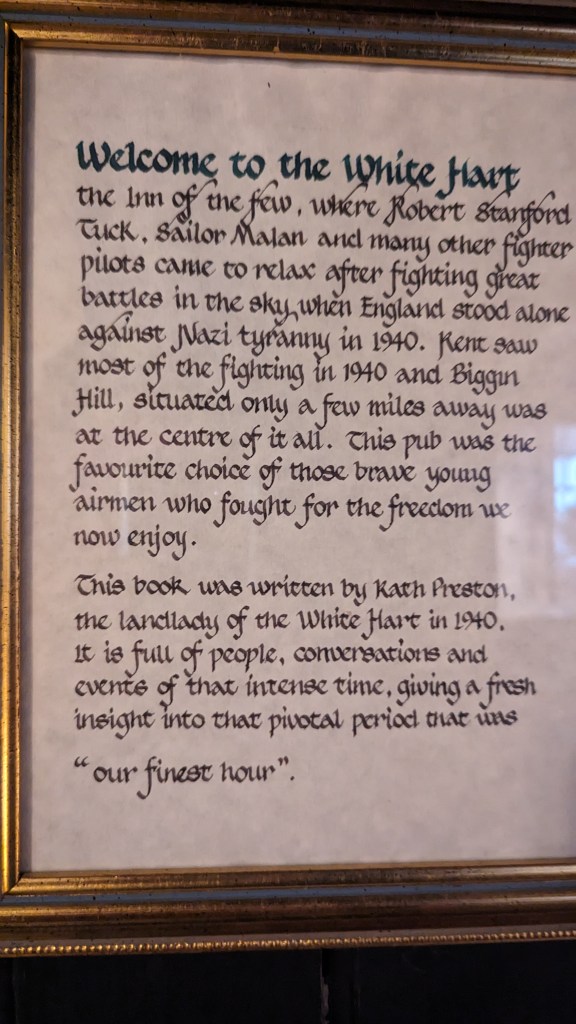 Welcome to the White Hart
the Inn of the few, where Robert Stanford
Tuck, Sailor Malan and many other fighter
pilots came to relax after fighting great
battles in the sky, when England stood alone
against Nazi tyranny in 1940. Kent saw
most of the fighting in 1940 and Biggin
Hill, situated only a few miles away was
at the centre of it all. This pub was the
favourite choice of those brave young
airmen who fought for the freedom we
now enjoy.
This book was written by Kath Preston,
the landlady of the White Hart in 1940.
It is full of people, conversations and
events of that intense time, giving a fresh
insight into that pivotal period that was
"our finest hour".